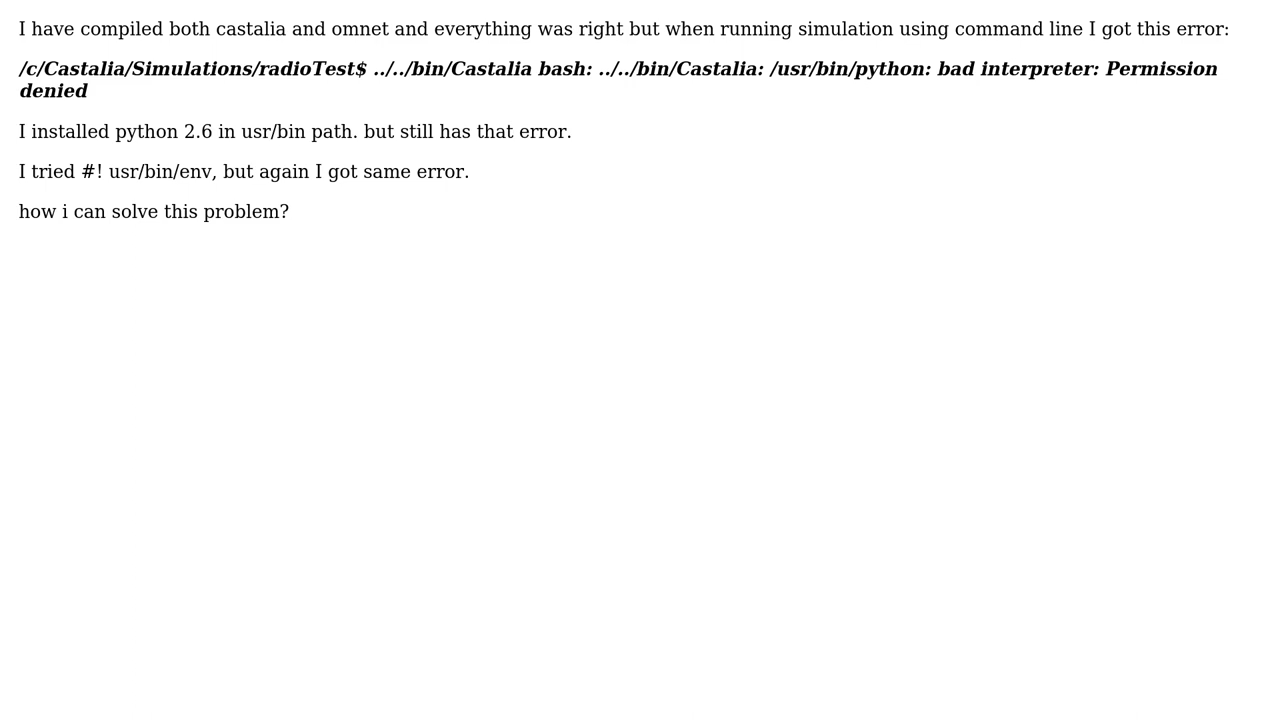 I have compiled both castalia and omnet and everything was right but when running simulation using command line I got this error:
/c/Castalia/Simulations/radioTest$ ../../bin/Castalia bash: ../../bin/Castalia: /usr/bin/python: bad interpreter: Permission
denied
I installed python 2.6 in usr/bin path. but still has that error.
I tried #! usr/bin/env, but again I got same error.
how i can solve this problem?